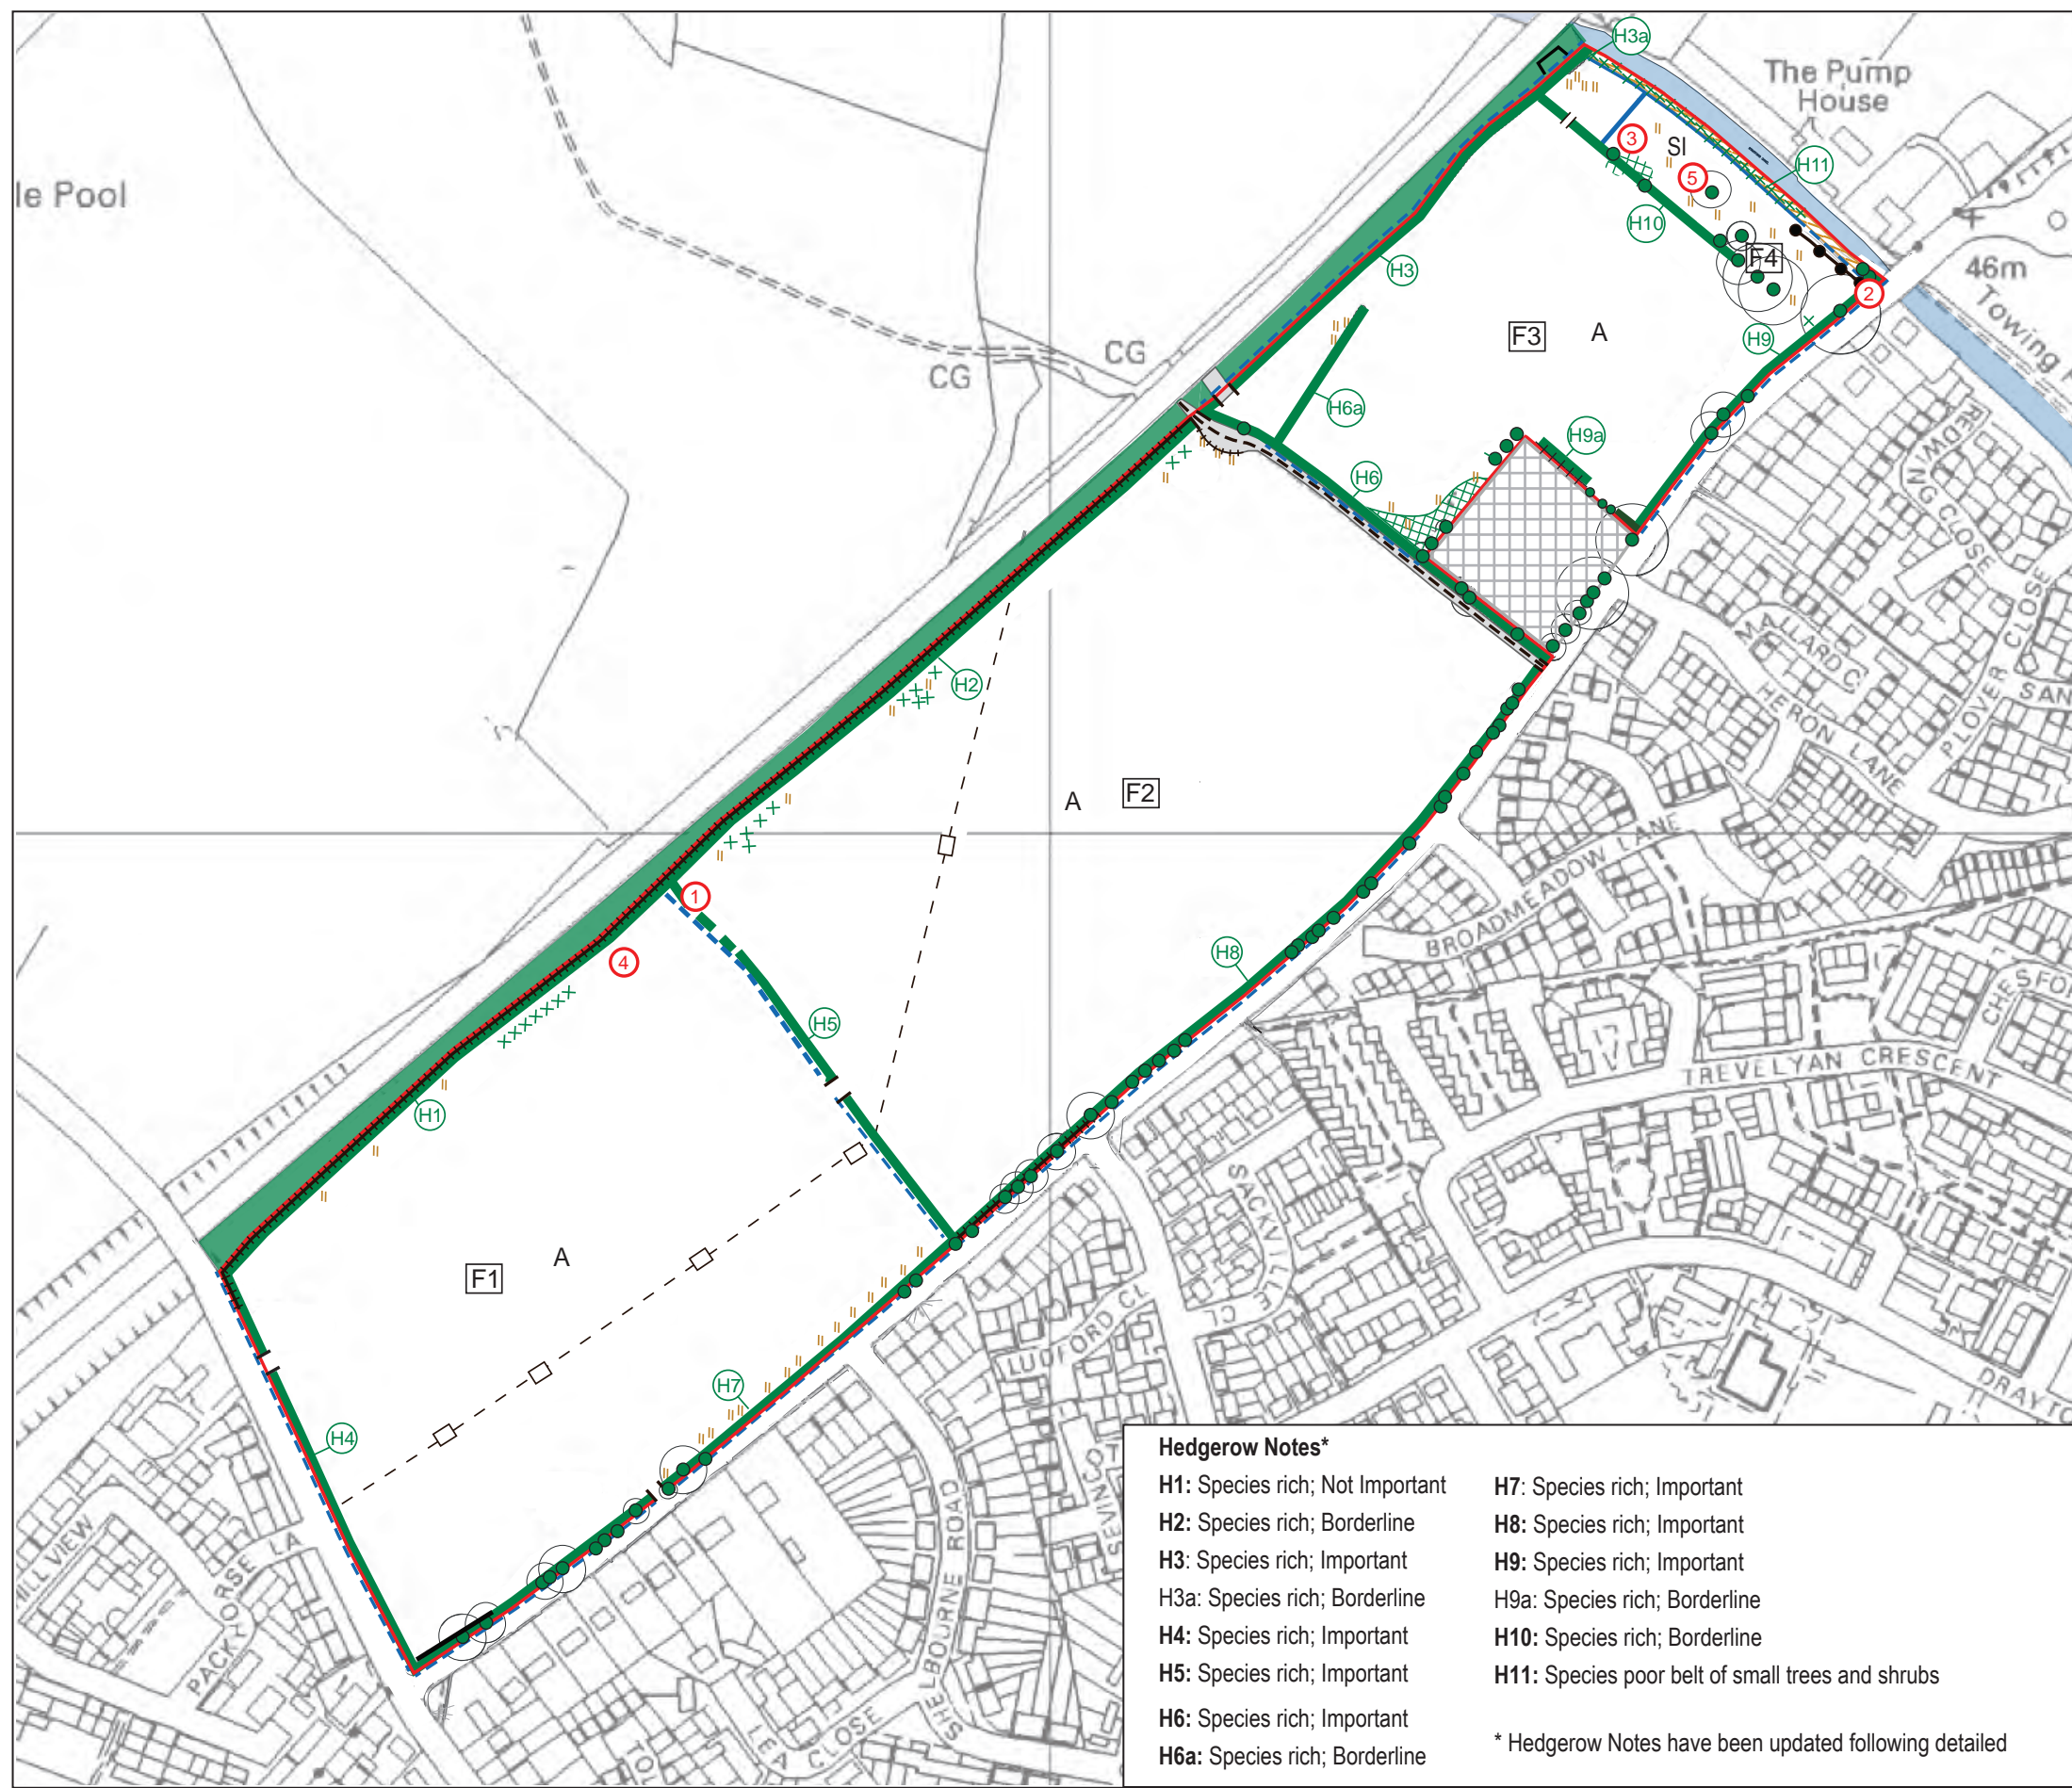 H3a
The Pump
House
le Pool
3
SI
H11
5
H10
F4
46m
H3
2
Towing
CG
F3
A
H9
CG
H6a
REDWING CLOSE
H9a
H6
ALLARD C
PLOVER CLOSE
HERON LANE
SAN
H2
A
F2
BROADMEADOW LANE
1
4
H8
CHESFO
H5
TREVELYAN CRESCENT
H1
SACKVILLE CL
A
F1
LUDFORD CL
DRAYTO
H7
H4
MILL VIEW
PACKHORSE LA
SHELBOURNE ROAD
LEA CLOSE
Hedgerow Notes*
H1: Species rich; Not Important
H2: Species rich; Borderline
H3: Species rich; Important
H3a: Species rich; Borderline
H4: Species rich; Important
H5: Species rich; Important
H6: Species rich; Important
H6a: Species rich; Borderline
H7: Species rich; Important
H8: Species rich; Important
H9: Species rich; Important
H9a: Species rich; Borderline
H10: Species rich; Borderline
H11: Species poor belt of small trees and shrubs
* Hedgerow Notes have been updated following detailed